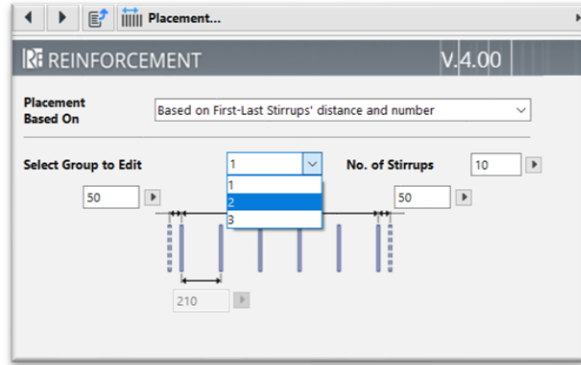 Placement...
REINFORCEMENT V.4.00
Placement
Based On
Based on First-Last Stirrups' distance and number
Select Group to Edit 1 No. of Stirrups 10
1
2
3
50 50
210